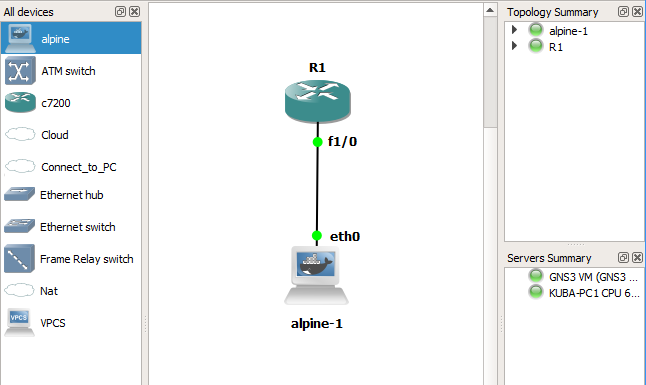 All devices
alpine
ATM switch
c7200
Cloud
Connect_to_PC
Ethernet hub
Ethernet switch
Frame Relay switch
Nat
VPCS
R1
f1/0
eth0
alpine-1
Topology Summary
alpine-1
R1
Servers Summary
GNS3 VM (GNS3 ...
KUBA-PC1 CPU 6...